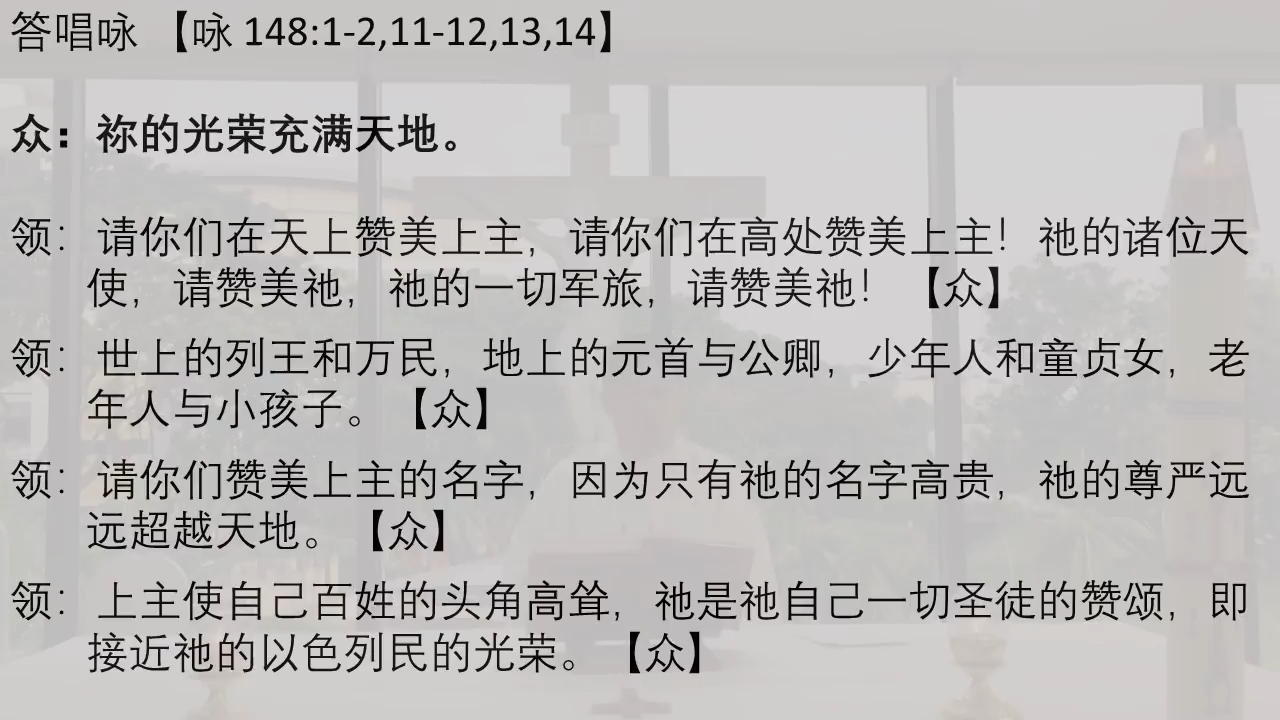 答唱咏 【咏 148:1-2,11-12,13,14】
众：祢的光荣充满天地。
领：请你们在天上赞美上主，请你们在高处赞美上主！祂的诸位天
使，请赞美祂，祂的一切军旅，请赞美祂！【众】
领：世上的列王和万民，地上的元首与公卿，少年人和童贞女，老
年人与小孩子。【众】
领：请你们赞美上主的名字，因为只有祂的名字高贵，祂的尊严远
远超越天地。【众】
领：上主使自己百姓的头角高耸，祂是祂自己一切圣徒的赞颂，即
接近祂的以色列民的光荣。【众】